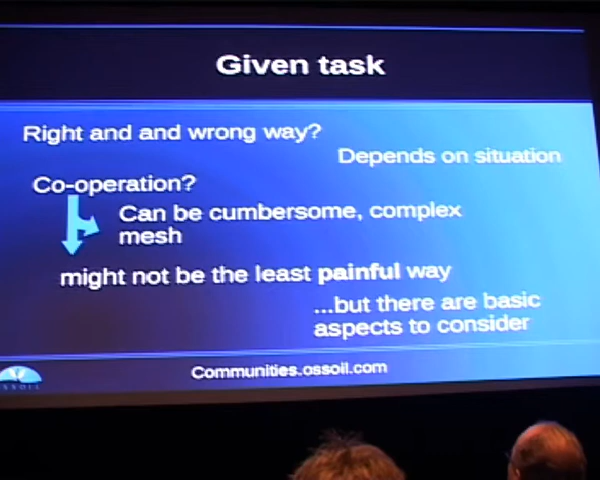 Given task
Right and and wrong way?
Depends on situation
Co-operation?
Can be cumbersome, complex
mesh
might not be the least painful way
...but there are basic
aspects to consider
Communities.ossoil.com
OSSOIL